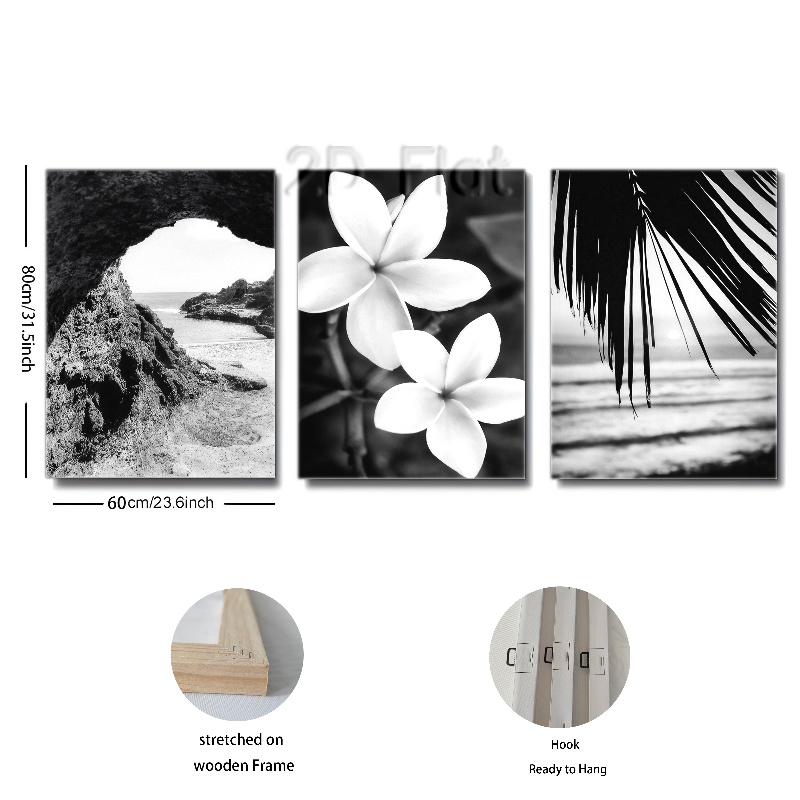 2D Flat
80cm/31.5inch
60cm/23.6inch
stretched on
wooden Frame
Hook
Ready to Hang